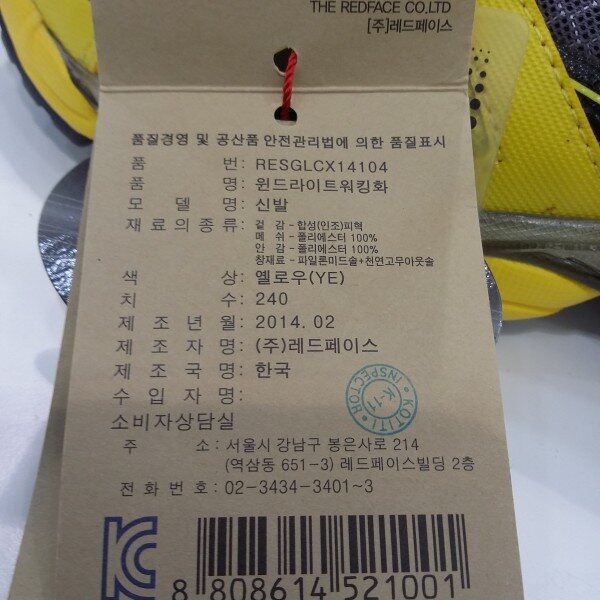 THE REDFACE CO.LTD
[주]레드페이스
품질경영 및 공산품 안전관리법에 의한 품질표시
품 번: RESGLCX14104
품 명: 윈드라이트워킹화
모 델 명: 신발
재료의종류: 겉 감 - 합성(인조)피혁
메 쉬 - 폴리에스터 100%
안 감 - 폴리에스터 100%
창재료 - 파일론미드솔+천연고무아웃솔
색 상: 옐로우(YE)
치 수: 240
제 조 년 월: 2014. 02
제 조 자 명: (주)레드페이스
제 조 국 명: 한국
수 입 자 명:
소비자상담실
주 소: 서울시 강남구 봉은사로 214
(역삼동 651-3) 레드페이스빌딩 2층
전 화 번 호: 02-3434-3401~3
KOTITI
K-11
INSPECTOR
KC
8 808614 521001